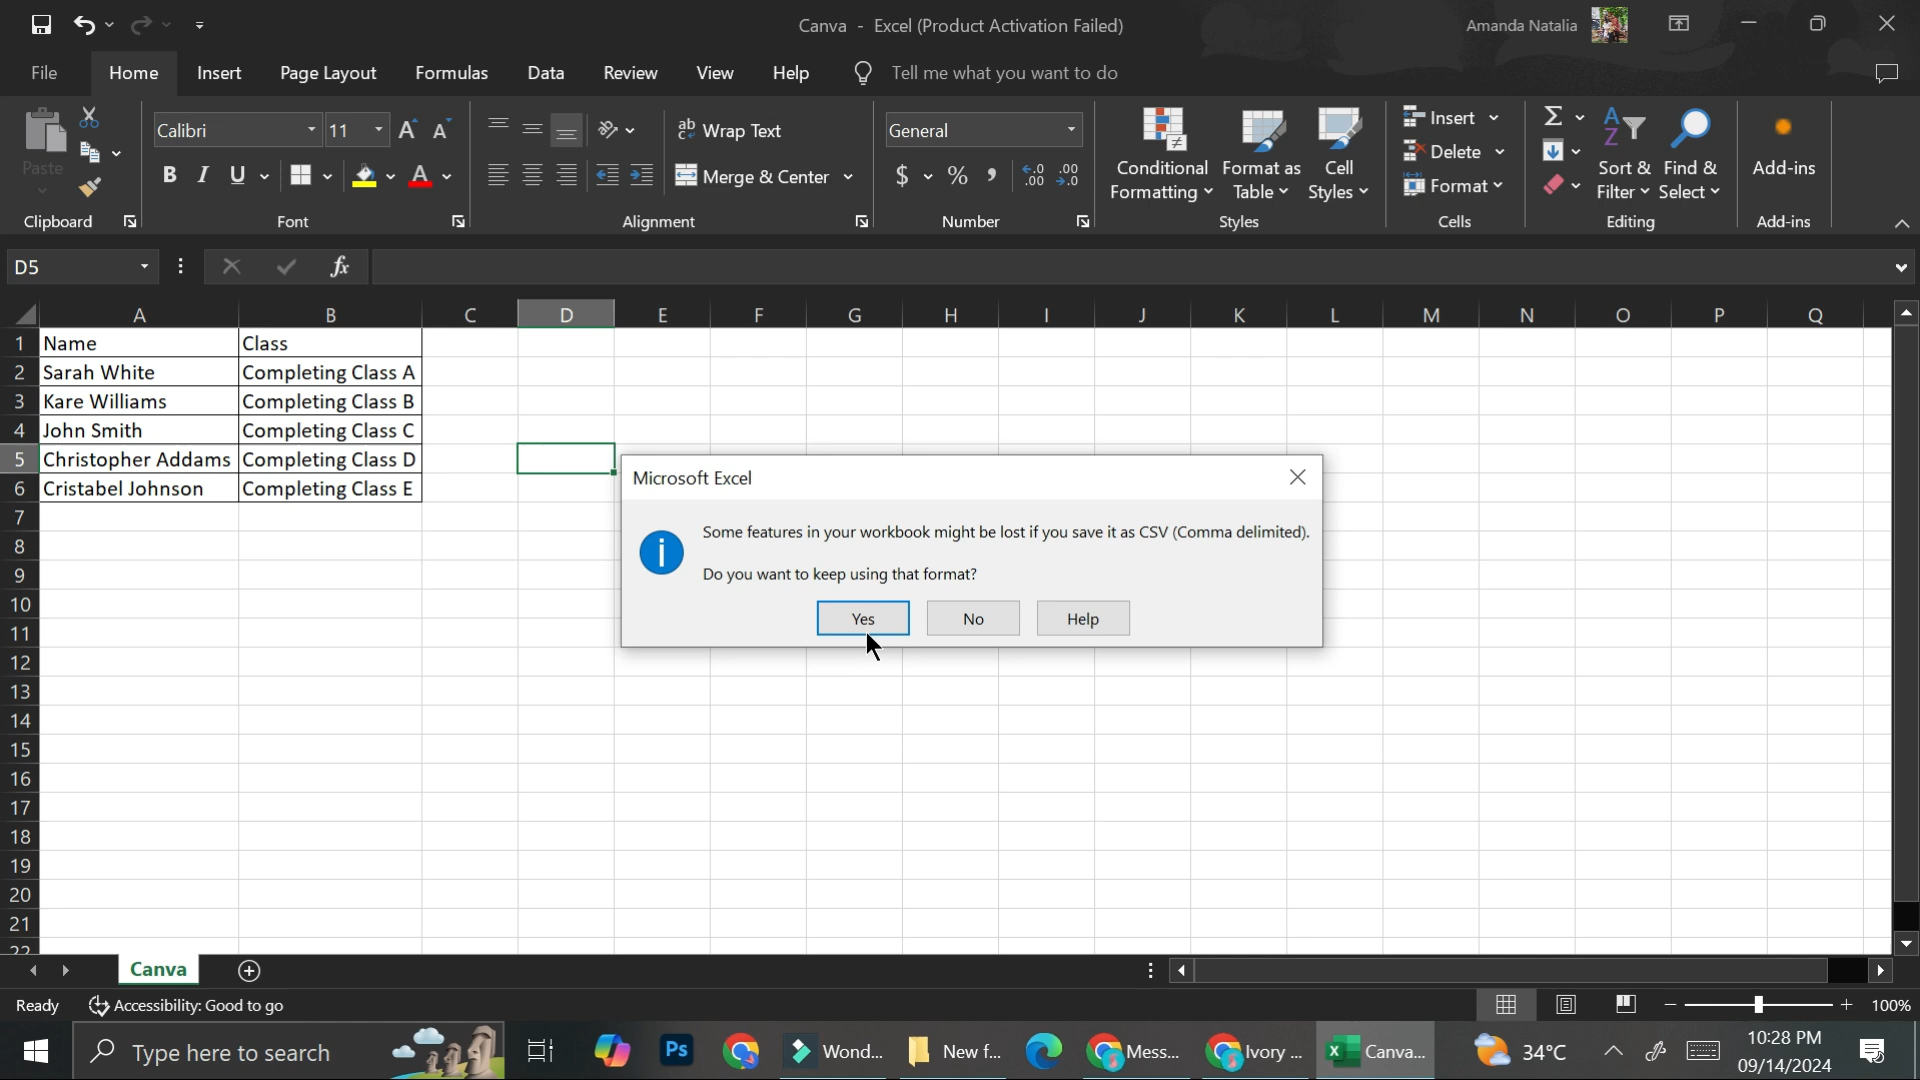 Canva - Excel (Product Activation Failed)
Amanda Natalia
File Home Insert Page Layout Formulas Data Review View Help Tell me what you want to do
Calibri 11 A A
Wrap Text
General
Paste
B I U A
Merge & Center
$ % , .0 .00 .00 .0
Conditional Formatting
Format as Table
Cell Styles
Insert
Delete
Format
Sort & Filter
Find & Select
Add-ins
Clipboard Font Alignment Number Styles Cells Editing Add-ins
D5 fx
A B C D E F G H I J K L M N O P Q
1 Name Class
2 Sarah White Completing Class A
3 Kare Williams Completing Class B
4 John Smith Completing Class C
5 Christopher Addams Completing Class D
6 Cristabel Johnson Completing Class E
7
8
9
10
11
12
13
14
15
16
17
18
19
20
21
22
Microsoft Excel
Some features in your workbook might be lost if you save it as CSV (Comma delimited).
Do you want to keep using that format?
Yes No Help
Canva
Ready Accessibility: Good to go 100%
Type here to search Ps Wond... New f... Mess... Ivory ... Canva... 34°C 10:28 PM
09/14/2024